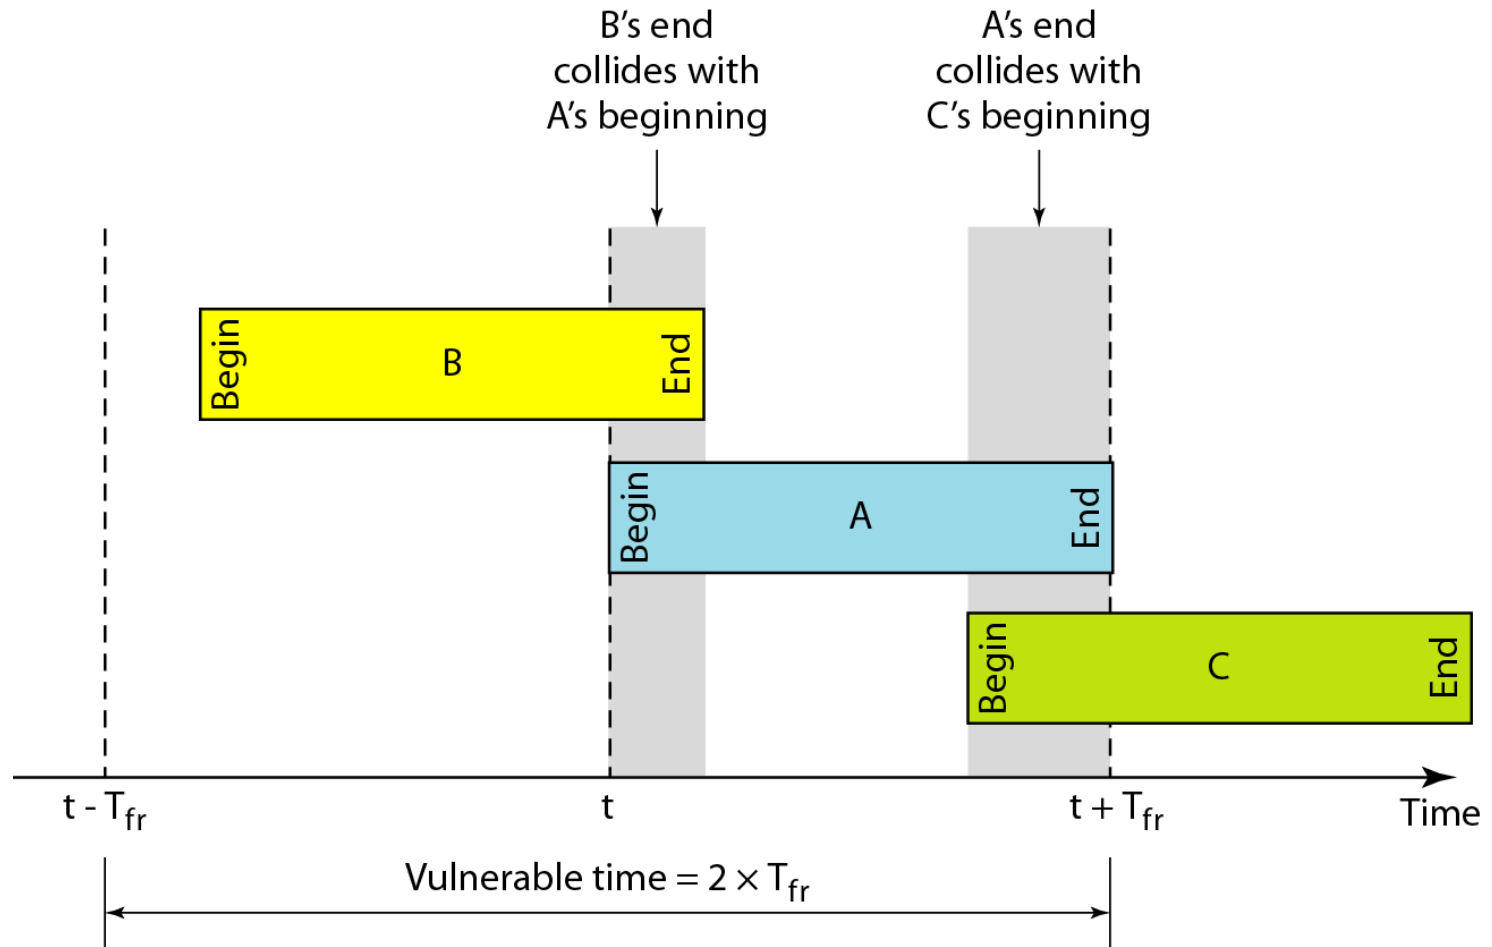 B's end
collides with
A's beginning
A's end
collides with
C's beginning
Begin
B
End
Begin
A
End
Begin
C
End
t - Tfr
t
t + Tfr
Time
Vulnerable time = 2 × Tfr